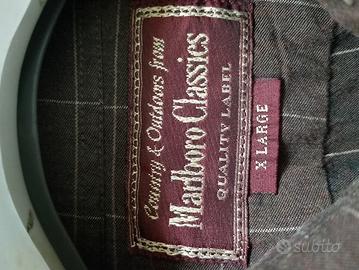 Country & Outdoors from
Marlboro Classics
QUALITY LABEL
X LARGE
subito